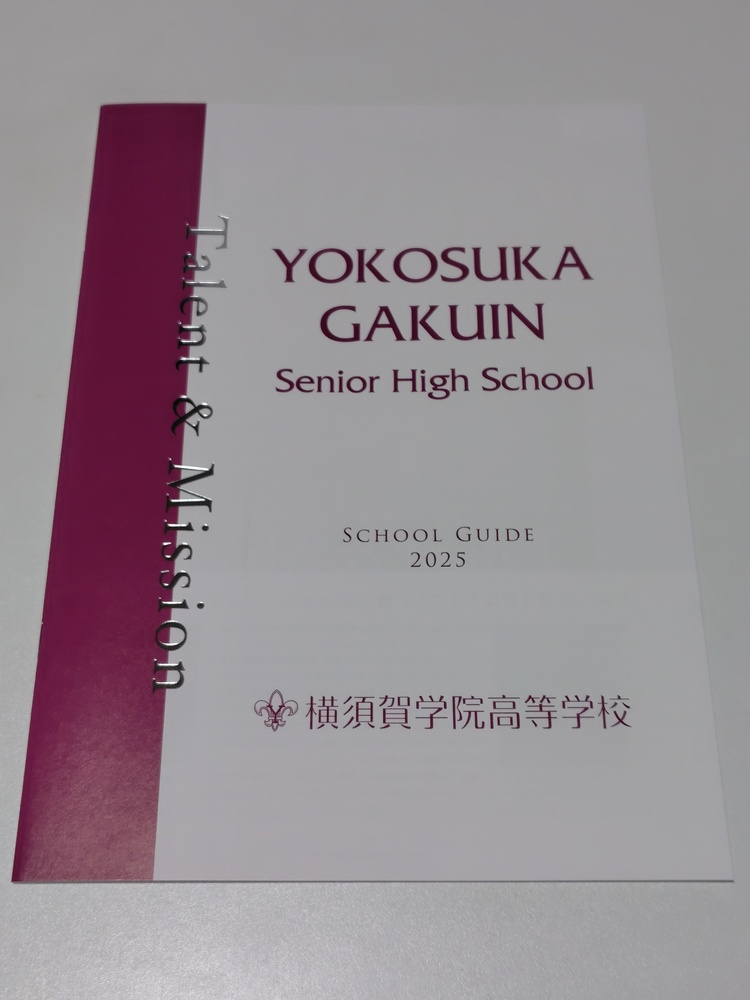 Talent & Mission
YOKOSUKA
GAKUIN
Senior High School
SCHOOL GUIDE
2025
横須賀学院高等学校